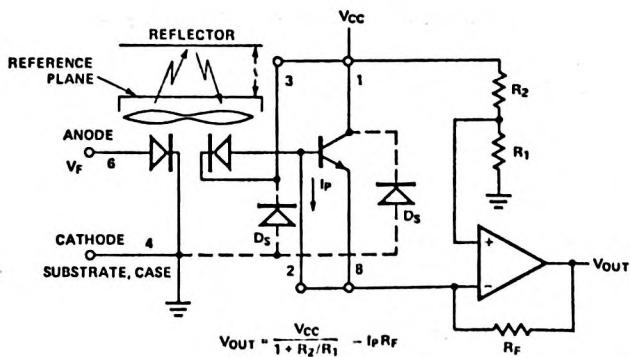 VCC
REFLECTOR
REFERENCE
PLANE
3
1
R2
R1
ANODE
VF
6
IP
DS
DS
CATHODE
4
SUBSTRATE, CASE
2
8
+
−
VOUT
RF
VOUT = VCC / 1 + R2/R1 − IPRF